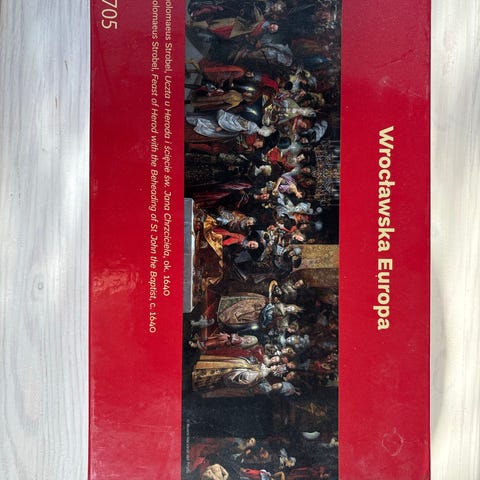 Wrocławska Europa
olomaeus Strobel, Uczta u Heroda i ścięcie św. Jana Chrzciciela, ok. 1640
olomaeus Strobel, Feast of Herod with the Beheading of St John the Baptist, c. 1640
705